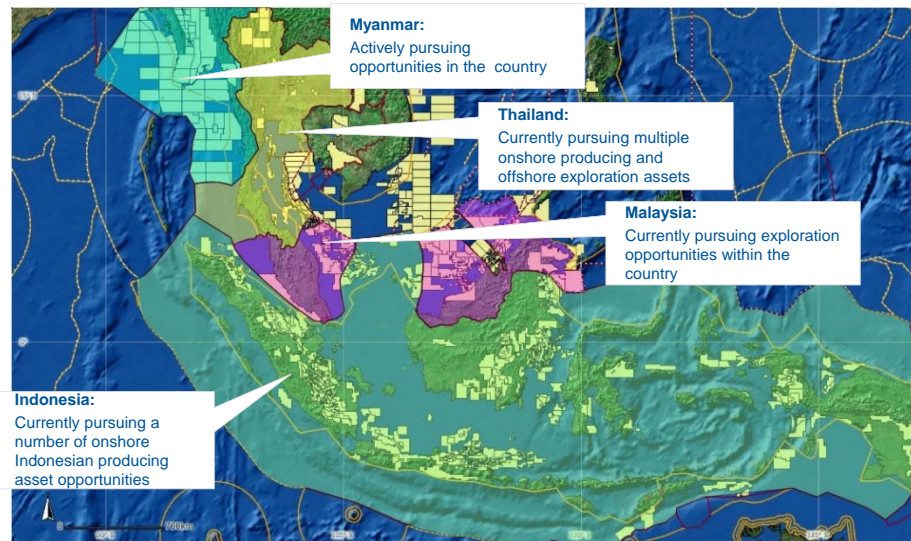 Myanmar:
Actively pursuing
opportunities in the country
Thailand:
Currently pursuing multiple
onshore producing and
offshore exploration assets
Malaysia:
Currently pursuing exploration
opportunities within the
country
Indonesia:
Currently pursuing a
number of onshore
Indonesian producing
asset opportunities